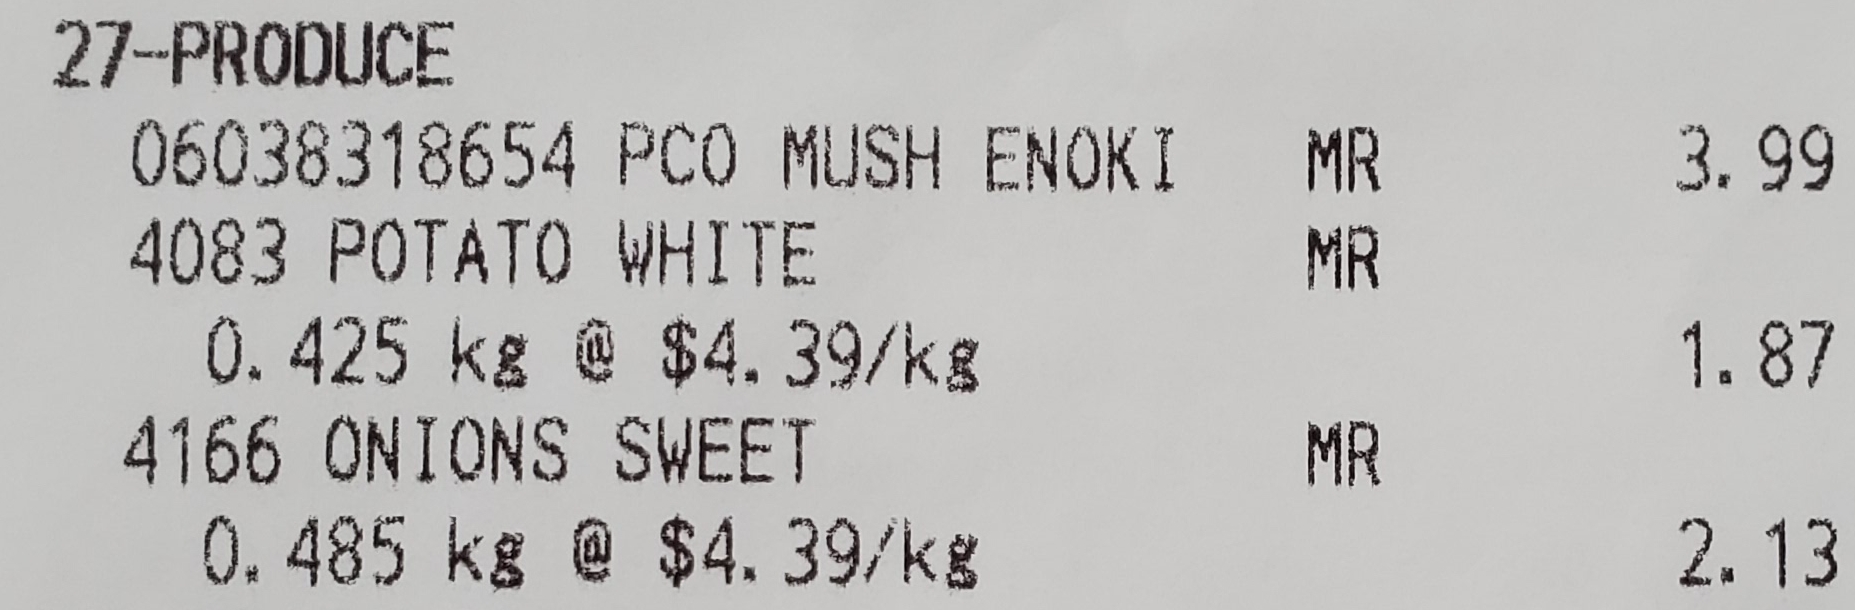 27-PRODUCE
06038318654 PCO MUSH ENOKI MR 3.99
4083 POTATO WHITE MR
0.425 kg @ $4.39/kg 1.87
4166 ONIONS SWEET MR
0.485 kg @ $4.39/kg 2.13